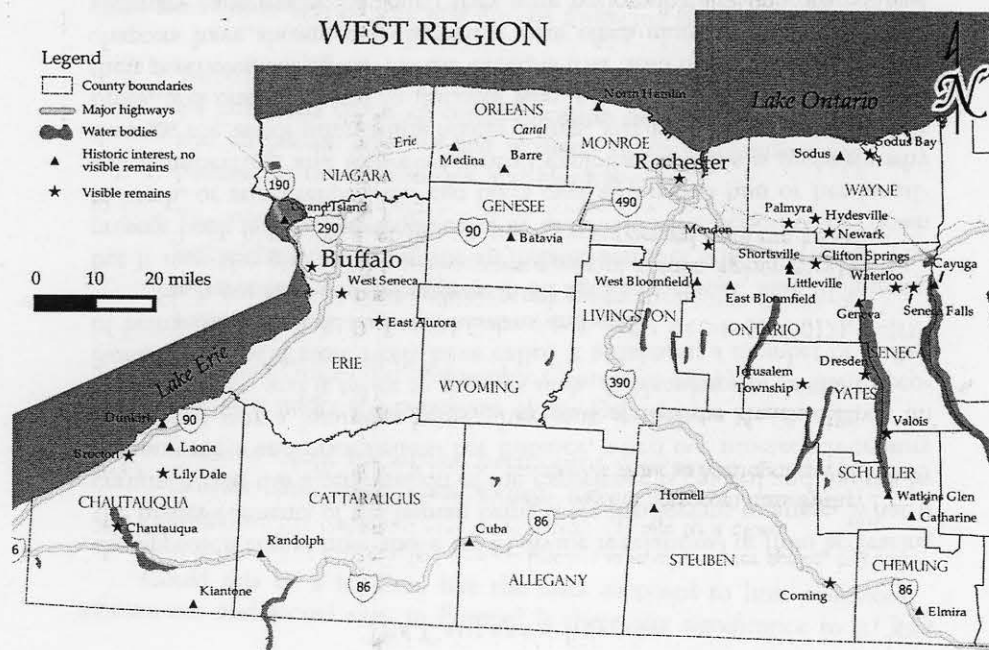 WEST REGION
Legend
County boundaries
Major highways
Water bodies
Historic interest, no
visible remains
Visible remains
0 10 20 miles
N
Lake Ontario
Lake Erie
North Hamlin
ORLEANS
Erie Canal
Medina
Barre
MONROE
Rochester
Sodus
Sodus Bay
WAYNE
190
NIAGARA
Grand Island
290
GENESEE
90
490
Batavia
Mendon
Palmyra
Hydesville
Newark
Shortsville
Clifton Springs
Littleville
Waterloo
Cayuga
Buffalo
West Seneca
East Aurora
West Bloomfield
East Bloomfield
Geneva
Seneca Falls
LIVINGSTON
ONTARIO
SENECA
ERIE
WYOMING
390
Jerusalem
Township
Dresden
YATES
Valois
Dunkirk
90
Laona
Brocton
Lily Dale
CHAUTAUQUA
Chautauqua
CATTARAUGUS
Randolph
Kiantone
Cuba
86
86
ALLEGANY
Hornell
STEUBEN
SCHUYLER
Watkins Glen
Catharine
CHEMUNG
Corning
86
Elmira
6